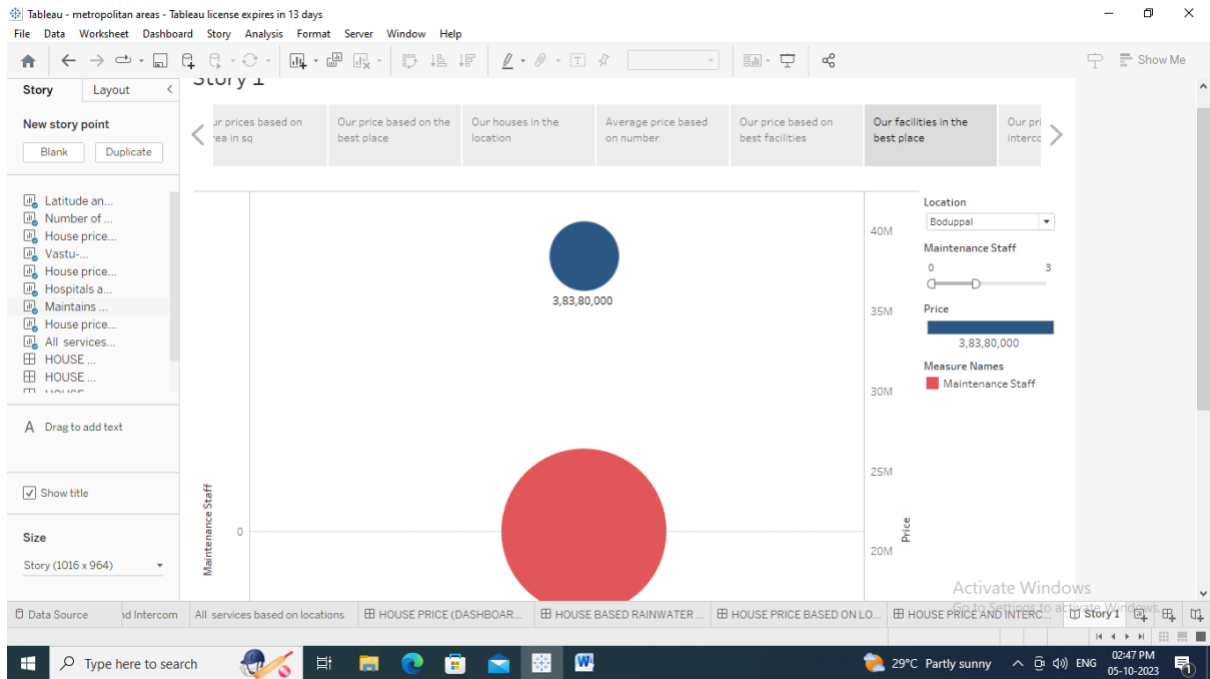 Tableau - metropolitan areas - Tableau license expires in 13 days
File Data Worksheet Dashboard Story Analysis Format Server Window Help
Show Me
Story Layout
Story 1
New story point
Blank Duplicate
ur prices based on
rea in sq
Our price based on the
best place
Our houses in the
location
Average price based
on number
Our price based on
best facilities
Our facilities in the
best place
Our pri
interco
Latitude an...
Number of ...
House price...
Vastu-...
House price...
Hospitals a...
Maintains ...
House price...
All services...
HOUSE ...
HOUSE ...
A Drag to add text
Show title
Size
Story (1016 x 964)
Maintenance Staff
0
3,83,80,000
40M
35M
30M
25M
20M
Price
Location
Boduppal
Maintenance Staff
0 3
Price
3,83,80,000
Measure Names
Maintenance Staff
Activate Windows
Go to Settings to activate Windows.
Data Source nd Intercom All services based on locations HOUSE PRICE (DASHBOAR... HOUSE BASED RAINWATER ... HOUSE PRICE BASED ON LO... HOUSE PRICE AND INTERC... Story 1
Type here to search
29°C Partly sunny ENG 02:47 PM
05-10-2023
1